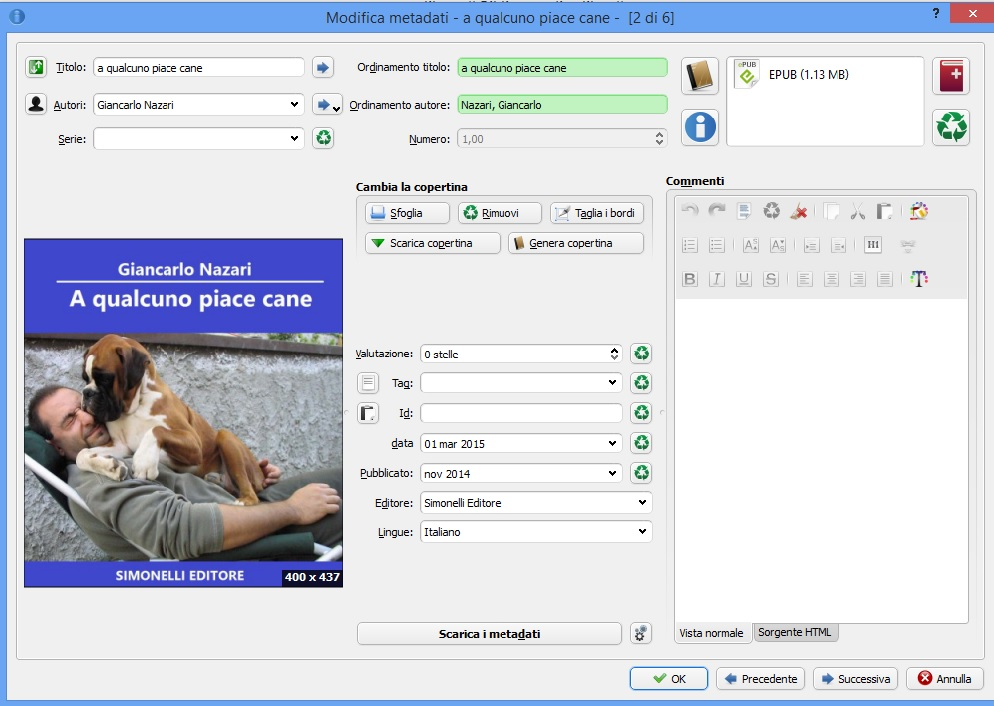 Modifica metadati - a qualcuno piace cane - [2 di 6]
? ×
Titolo: a qualcuno piace cane
Ordinamento titolo: a qualcuno piace cane
Autori: Giancarlo Nazari
Ordinamento autore: Nazari, Giancarlo
Serie:
Numero: 1,00
EPUB
EPUB (1.13 MB)
Cambia la copertina
Sfoglia Rimuovi Taglia i bordi
Scarica copertina Genera copertina
Giancarlo Nazari
A qualcuno piace cane
SIMONELLI EDITORE
400 x 437
Valutazione: 0 stelle
Tag:
Id:
data 01 mar 2015
Pubblicato: nov 2014
Editore: Simonelli Editore
Lingue: Italiano
Scarica i metadati
Commenti
H1
B I U S
Vista normale Sorgente HTML
OK Precedente Successiva Annulla